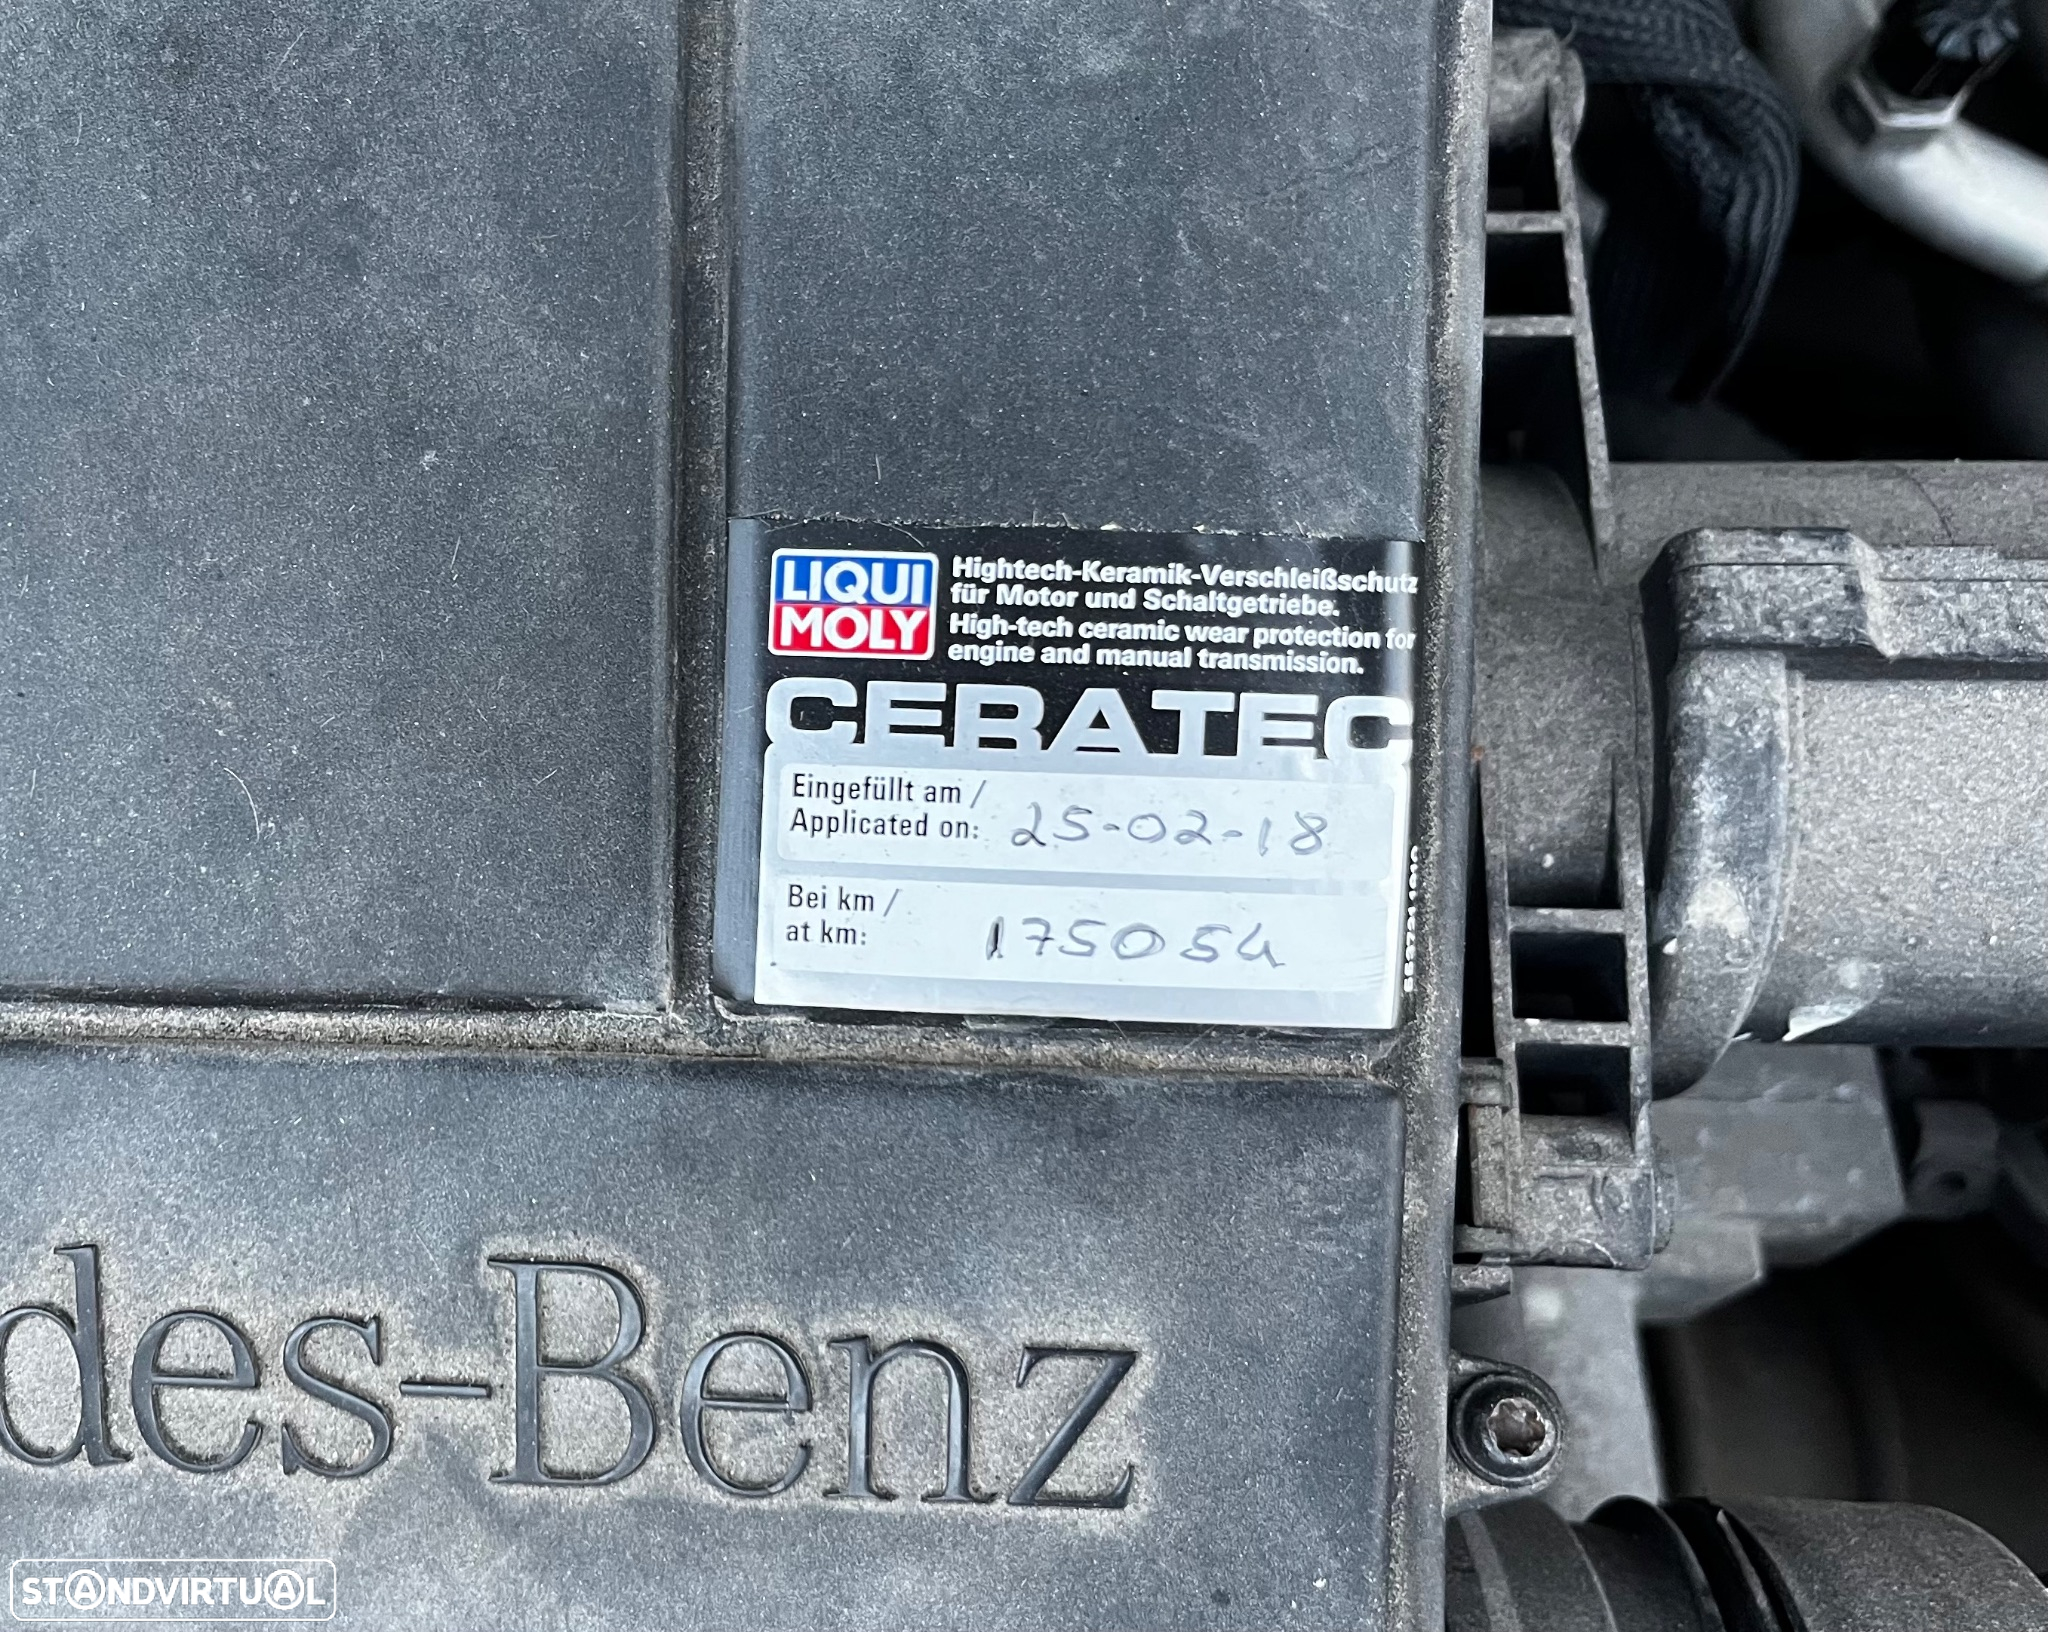 LIQUI
MOLY
Hightech-Keramik-Verschleißschutz
für Motor und Schaltgetriebe.
High-tech ceramic wear protection for
engine and manual transmission.
CERATEC
Eingefüllt am /
Applicated on: 25-02-18
Bei km /
at km: 175054
des-Benz
STANDVIRTUAL